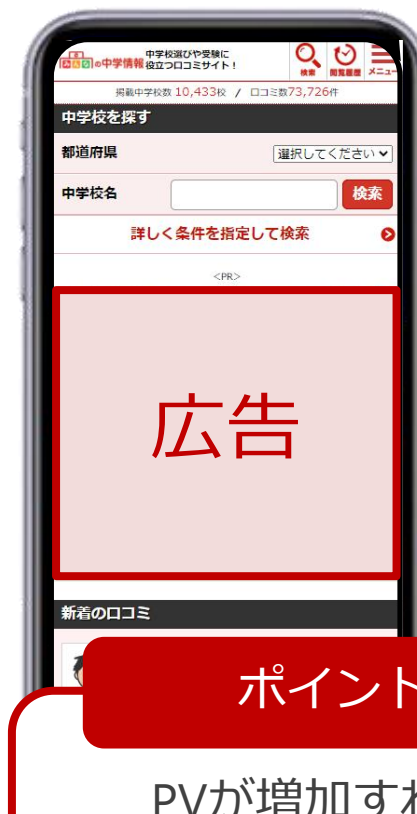 みんなの中学情報
中学校選びや受験に
役立つ口コミサイト！
検索
閲覧履歴
メニュー
掲載中学校数 10,433校 / 口コミ数73,726件
中学校を探す
都道府県
選択してください
中学校名
検索
詳しく条件を指定して検索
<PR>
広告
新着の口コミ
ポイント
PVが増加す